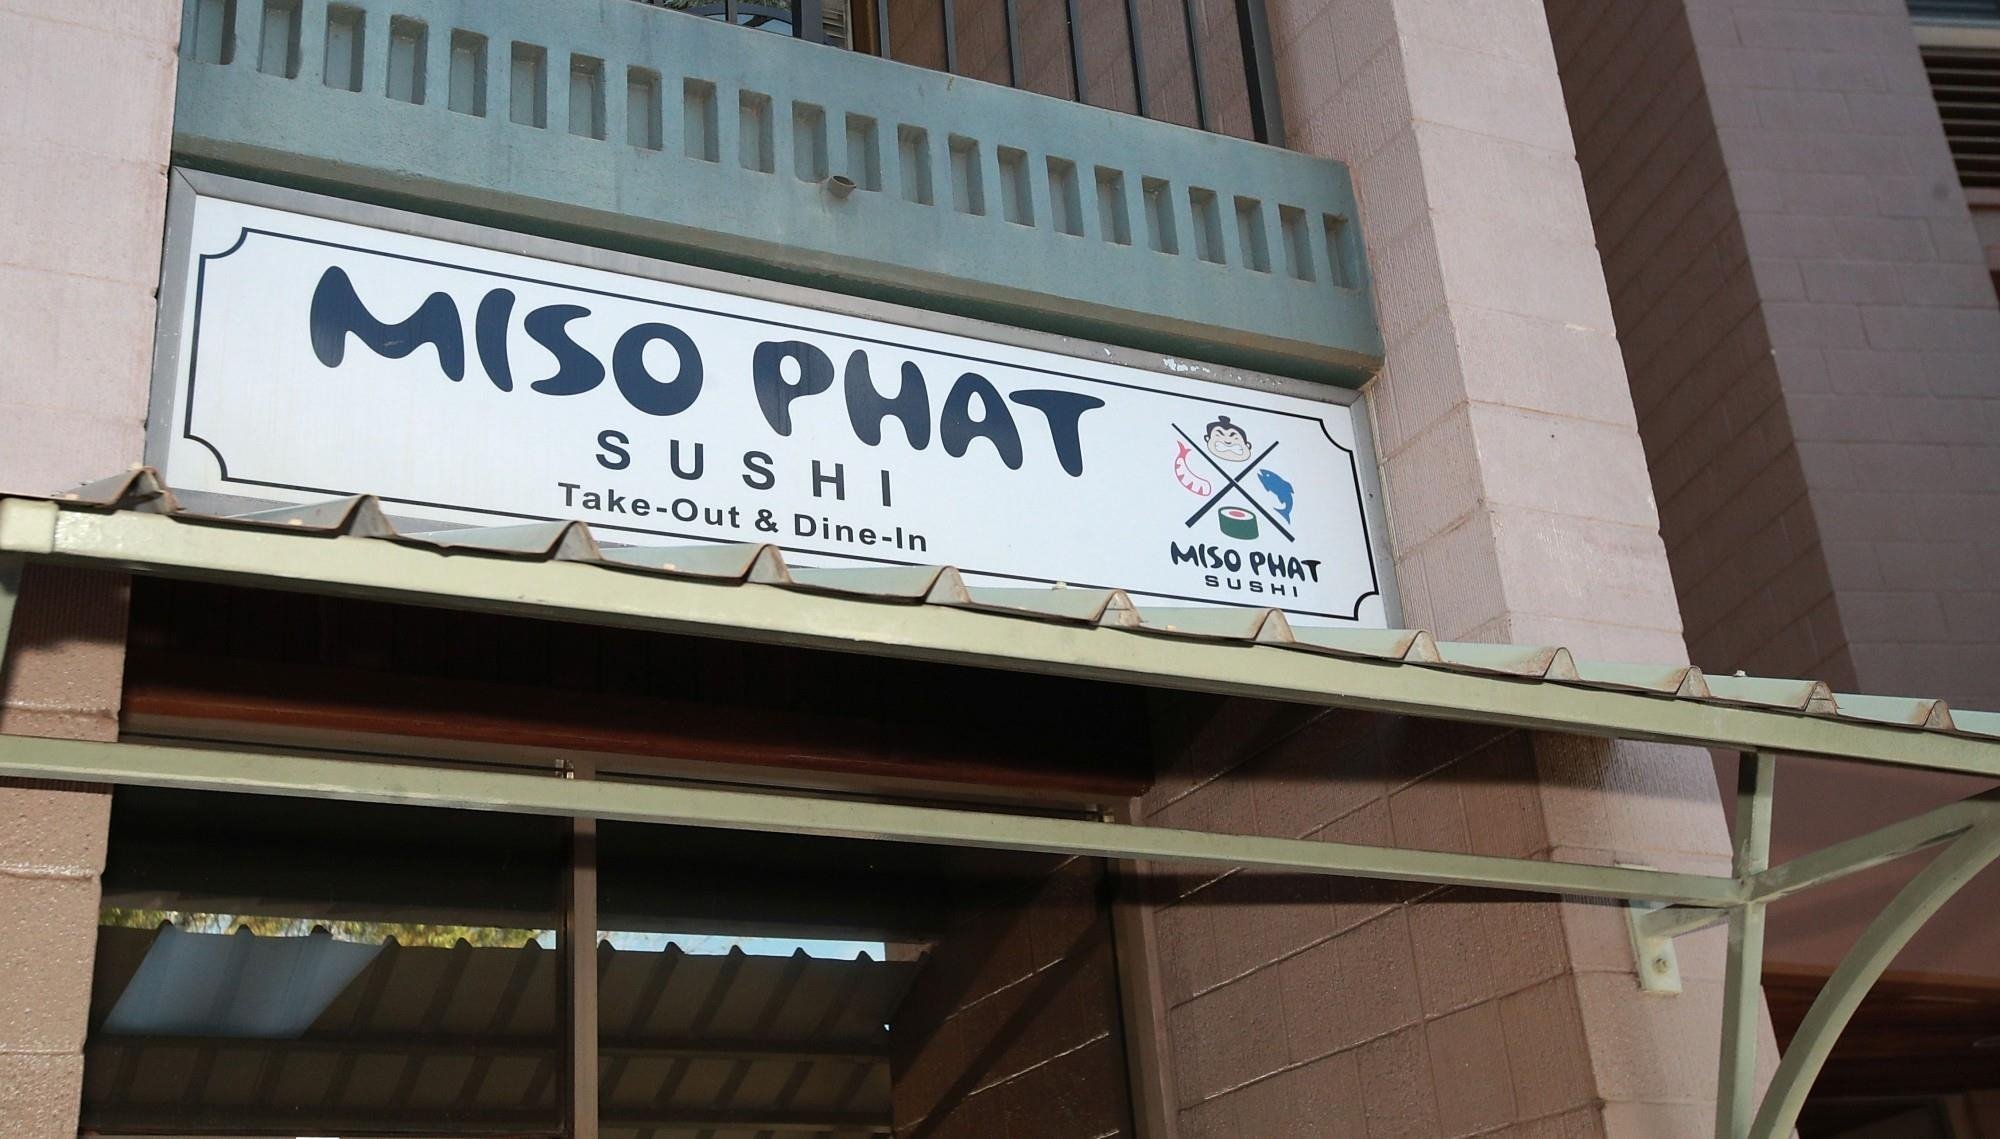 MISO PHAT
SUSHI
Take-Out & Dine-In
MISO PHAT
SUSHI